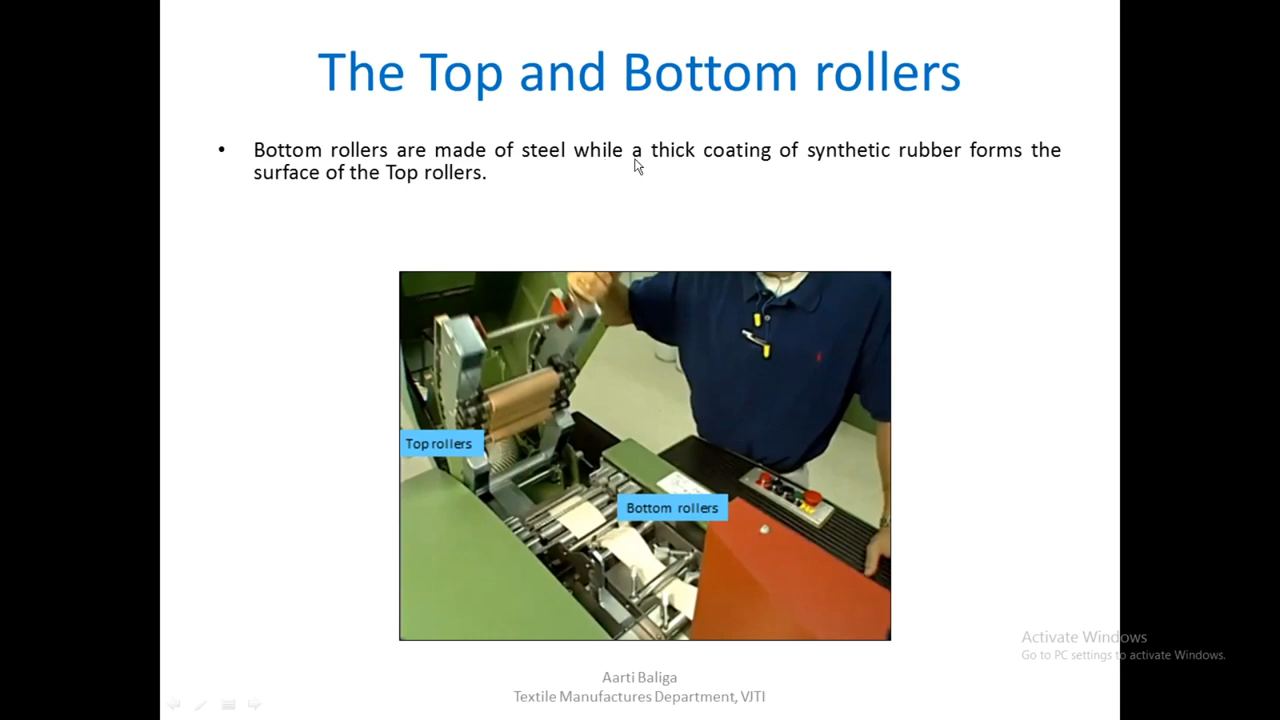 The Top and Bottom rollers
• Bottom rollers are made of steel while a thick coating of synthetic rubber forms the
surface of the Top rollers.
Top rollers
Bottom rollers
Activate Windows
Go to PC settings to activate Windows.
Aarti Baliga
Textile Manufactures Department, VJTI